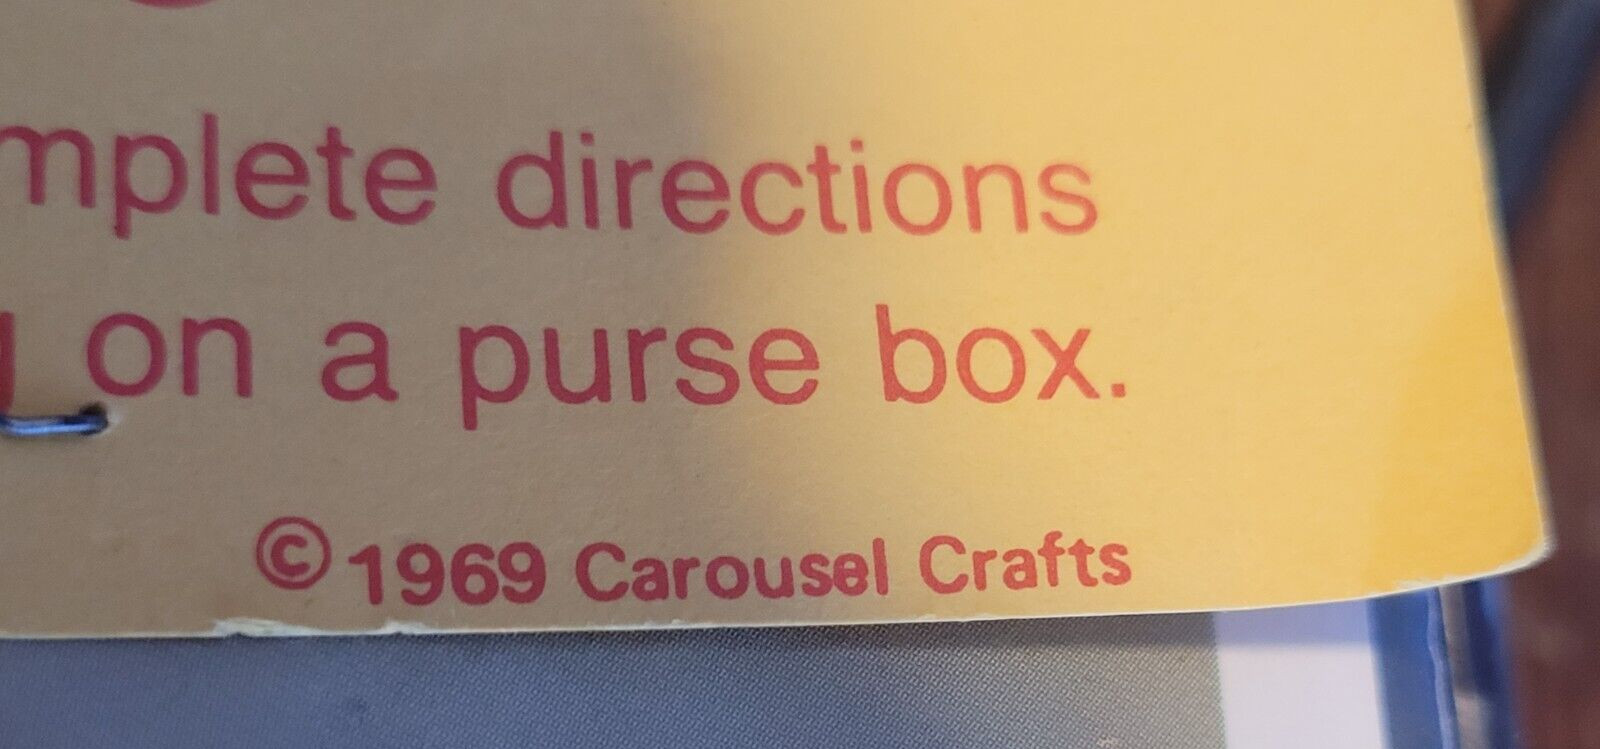 mplete directions
on a purse box.
© 1969 Carousel Crafts